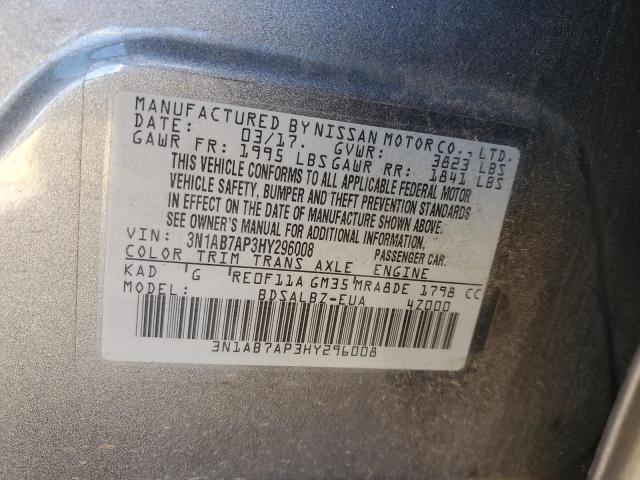 MANUFACTURED BY NISSAN MOTOR CO., LTD.
DATE: 03/17. GVWR: 3823 LBS
GAWR FR: 1995 LBS GAWR RR: 1841 LBS
THIS VEHICLE CONFORMS TO ALL APPLICABLE FEDERAL MOTOR
VEHICLE SAFETY, BUMPER AND THEFT PREVENTION STANDARDS
IN EFFECT ON THE DATE OF MANUFACTURE SHOWN ABOVE.
SEE OWNER'S MANUAL FOR ADDITIONAL INFORMATION.
VIN: 3N1AB7AP3HY296008 PASSENGER CAR.
COLOR TRIM TRANS AXLE ENGINE
KAD G RE0F11A GM35 MRA8DE 1798 CC
BDSALBZ-EUA 4Z000
3N1AB7AP3HY296008